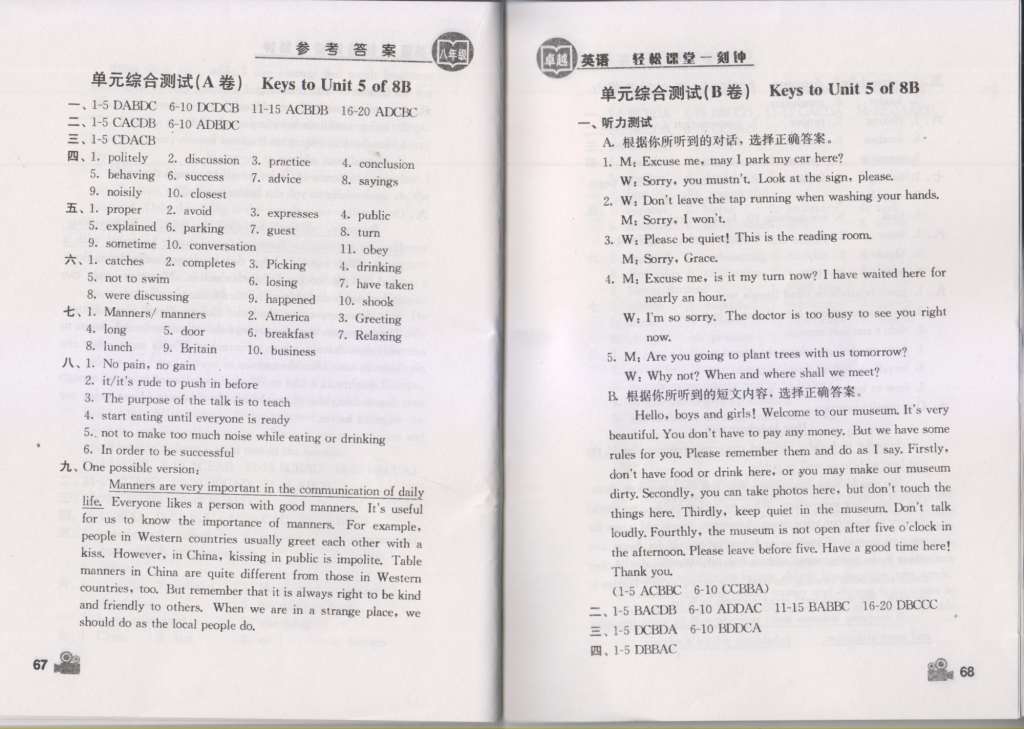 参考答案 八年级
单元综合测试(A 卷) Keys to Unit 5 of 8B
一、1-5 DABDC 6-10 DCDCB 11-15 ACBDB 16-20 ADCBC
二、1-5 CACDB 6-10 ADBDC
三、1-5 CDACB
四、1. politely 2. discussion 3. practice 4. conclusion
5. behaving 6. success 7. advice 8. sayings
9. noisily 10. closest
五、1. proper 2. avoid 3. expresses 4. public
5. explained 6. parking 7. guest 8. turn
9. sometime 10. conversation 11. obey
六、1. catches 2. completes 3. Picking 4. drinking
5. not to swim 6. losing 7. have taken
8. were discussing 9. happened 10. shook
七、1. Manners/ manners 2. America 3. Greeting
4. long 5. door 6. breakfast 7. Relaxing
8. lunch 9. Britain 10. business
八、1. No pain, no gain
2. it/it's rude to push in before
3. The purpose of the talk is to teach
4. start eating until everyone is ready
5. not to make too much noise while eating or drinking
6. In order to be successful
九、One possible version:
Manners are very important in the communication of daily
life. Everyone likes a person with good manners. It's useful
for us to know the importance of manners. For example,
people in Western countries usually greet each other with a
kiss. However, in China, kissing in public is impolite. Table
manners in China are quite different from those in Western
countries, too. But remember that it is always right to be kind
and friendly to others. When we are in a strange place, we
should do as the local people do.
67
卓越 英语 轻松课堂一刻钟
单元综合测试(B 卷) Keys to Unit 5 of 8B
一、听力测试
A. 根据你所听到的对话，选择正确答案。
1. M: Excuse me, may I park my car here?
W: Sorry, you mustn't. Look at the sign, please.
2. W: Don't leave the tap running when washing your hands.
M: Sorry, I won't.
3. W: Please be quiet! This is the reading room.
M: Sorry, Grace.
4. M: Excuse me, is it my turn now? I have waited here for
nearly an hour.
W: I'm so sorry. The doctor is too busy to see you right
now.
5. M: Are you going to plant trees with us tomorrow?
W: Why not? When and where shall we meet?
B. 根据你所听到的短文内容，选择正确答案。
Hello, boys and girls! Welcome to our museum. It's very
beautiful. You don't have to pay any money. But we have some
rules for you. Please remember them and do as I say. Firstly,
don't have food or drink here, or you may make our museum
dirty. Secondly, you can take photos here, but don't touch the
things here. Thirdly, keep quiet in the museum. Don't talk
loudly. Fourthly, the museum is not open after five o'clock in
the afternoon. Please leave before five. Have a good time here!
Thank you.
(1-5 ACBBC 6-10 CCBBA)
二、1-5 BACDB 6-10 ADDAC 11-15 BABBC 16-20 DBCCC
三、1-5 DCBDA 6-10 BDDCA
四、1-5 DBBAC
68